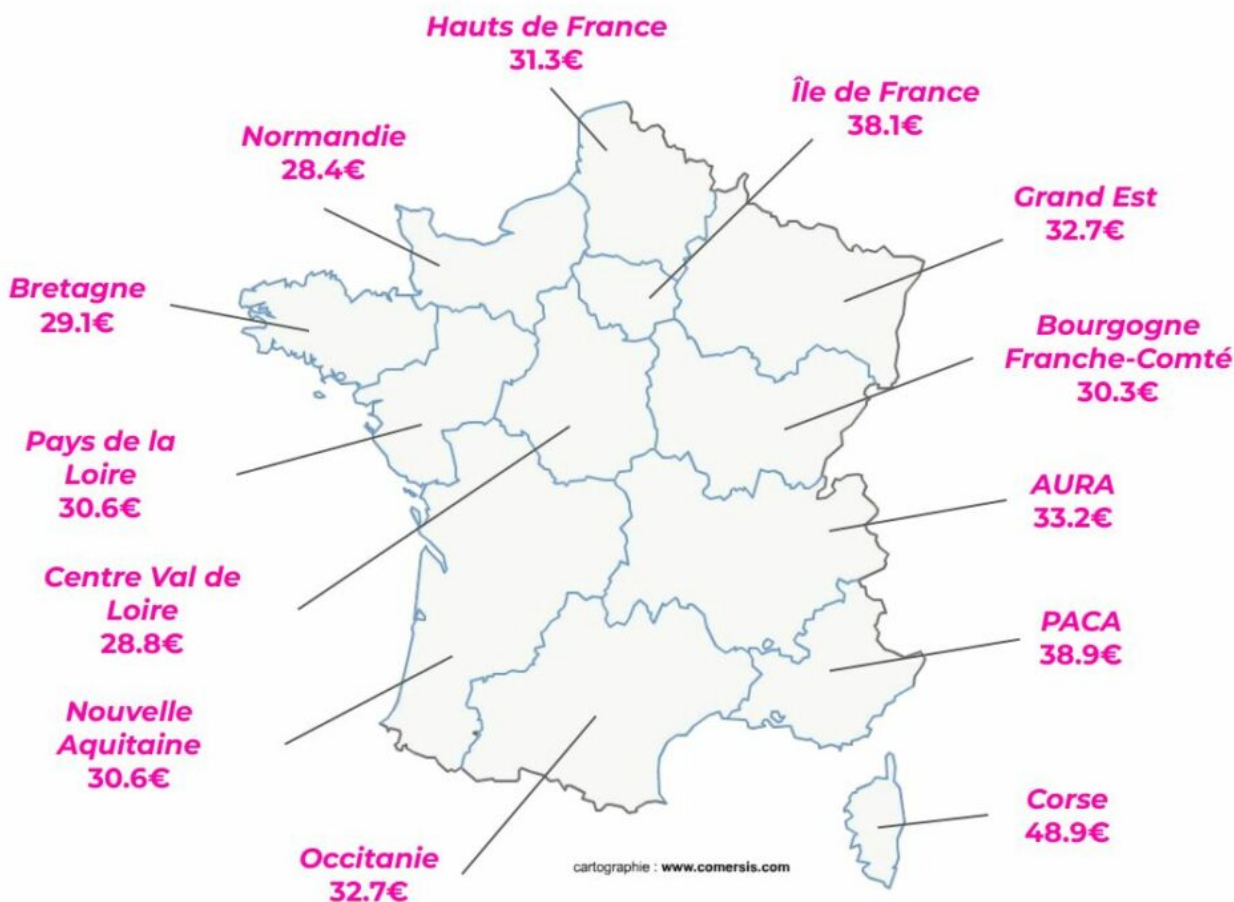 Hauts de France
31.3€
Île de France
38.1€
Normandie
28.4€
Grand Est
32.7€
Bretagne
29.1€
Bourgogne
Franche-Comté
30.3€
Pays de la
Loire
30.6€
AURA
33.2€
Centre Val de
Loire
28.8€
PACA
38.9€
Nouvelle
Aquitaine
30.6€
Corse
48.9€
Occitanie
32.7€
cartographie : www.comersis.com